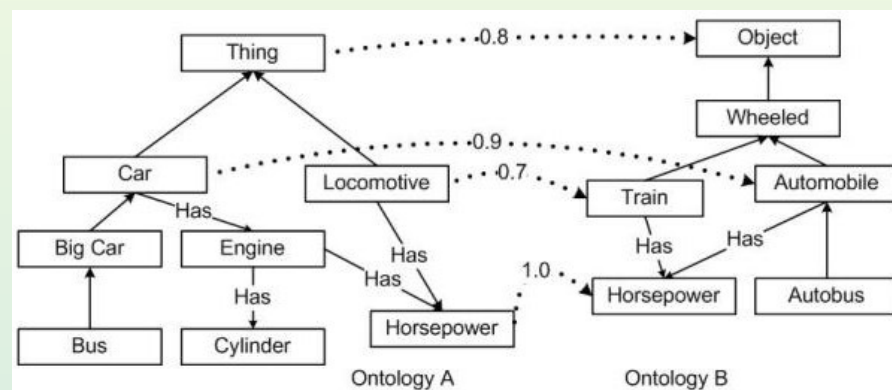 Thing
0.8
Object
Wheeled
Car
0.9
Locomotive
0.7
Train
Automobile
Has
Big Car
Engine
Has
Has
Has
Has
Has
1.0
Bus
Cylinder
Horsepower
Horsepower
Autobus
Ontology A
Ontology B